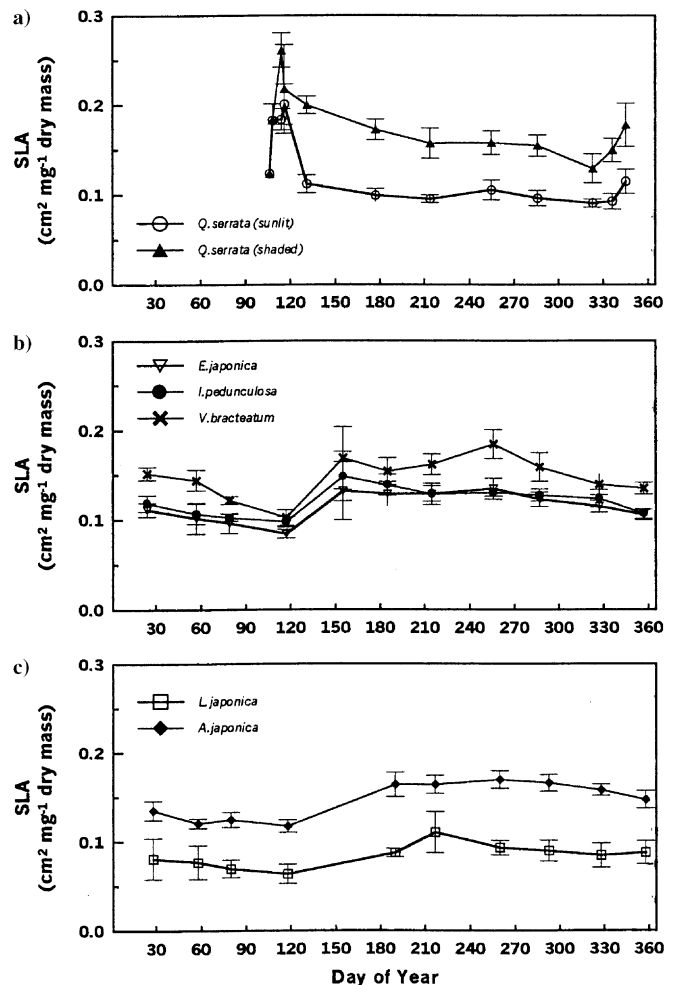 a)
SLA
(cm² mg⁻¹ dry mass)
0.3
0.2
0.1
0.0
Q.serrata (sunlit)
Q.serrata (shaded)
30 60 90 120 150 180 210 240 270 300 330 360
b)
SLA
(cm² mg⁻¹ dry mass)
0.3
0.2
0.1
0.0
E.japonica
I.pedunculosa
V.bracteatum
30 60 90 120 150 180 210 240 270 300 330 360
c)
SLA
(cm² mg⁻¹ dry mass)
0.3
0.2
0.1
0.0
L.japonica
A.japonica
30 60 90 120 150 180 210 240 270 300 330 360
Day of Year